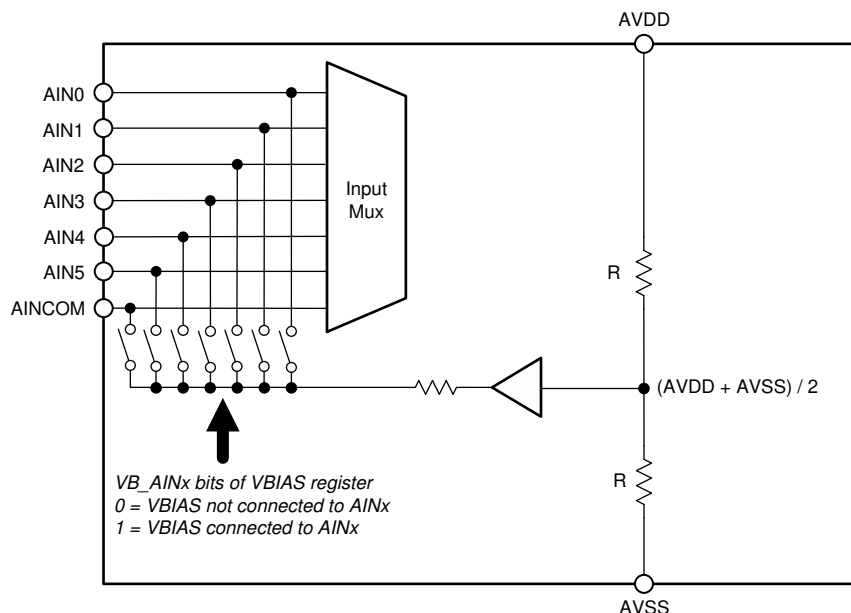 AVDD
AIN0
AIN1
AIN2
AIN3
AIN4
AIN5
AINCOM
Input
Mux
R
(AVDD + AVSS) / 2
R
VB_AINx bits of VBIAS register
0 = VBIAS not connected to AINx
1 = VBIAS connected to AINx
AVSS